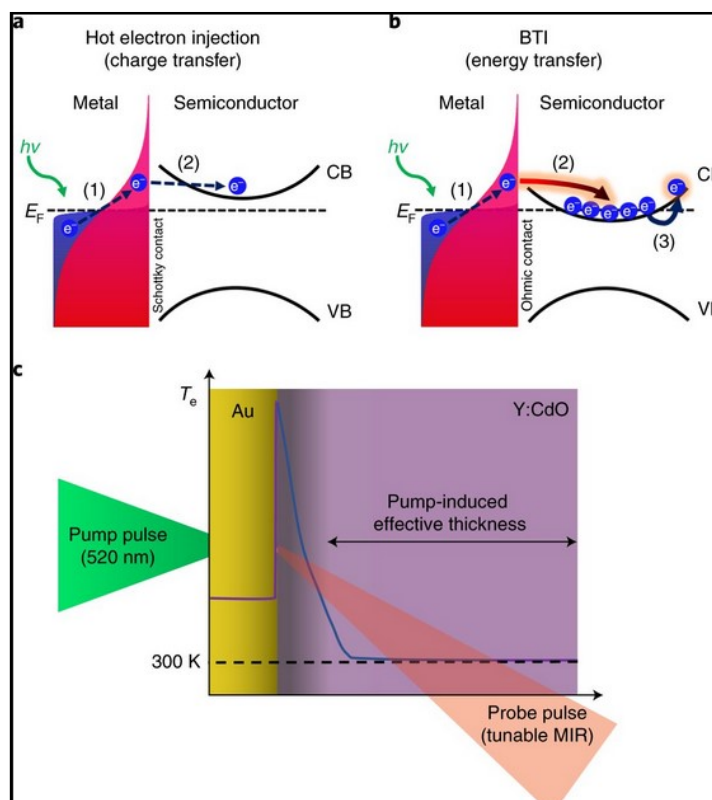 a
Hot electron injection
(charge transfer)
Metal
Semiconductor
hν
(1)
(2)
e⁻
e⁻
e⁻
CB
E_F
Schottky contact
VB
b
BTI
(energy transfer)
Metal
Semiconductor
hν
(1)
(2)
e⁻
e⁻
e⁻ e⁻ e⁻ e⁻ e⁻
e⁻
(3)
E_F
Ohmic contact
c
T_e
Au
Y:CdO
Pump-induced
effective thickness
Pump pulse
(520 nm)
300 K
Probe pulse
(tunable MIR)